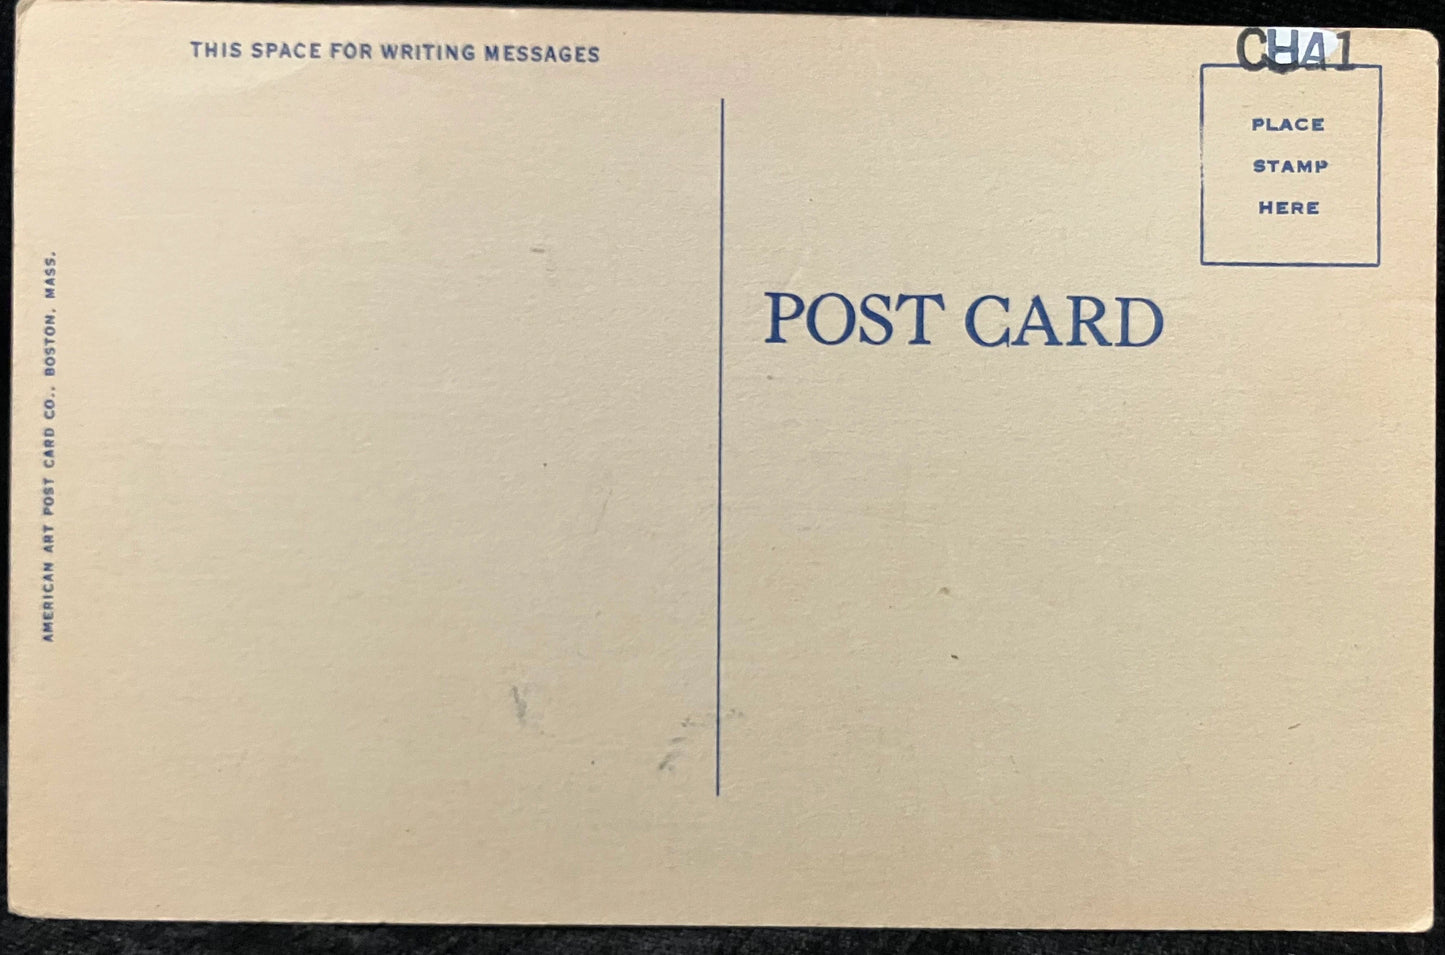 THIS SPACE FOR WRITING MESSAGES
CHA1
PLACE
STAMP
HERE
POST CARD
AMERICAN ART POST CARD CO., BOSTON, MASS.